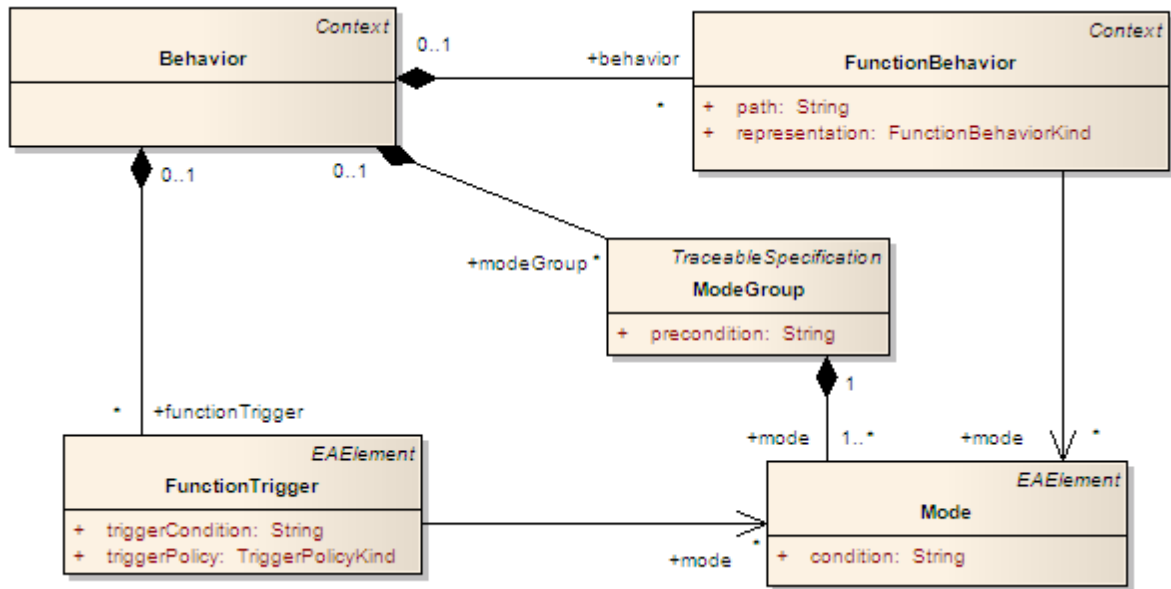 Context
Behavior
0..1
+behavior
*
Context
FunctionBehavior
+ path: String
+ representation: FunctionBehaviorKind
0..1
0..1
+modeGroup *
TraceableSpecification
ModeGroup
+ precondition: String
1
+mode 1..*
+mode *
* +functionTrigger
EAElement
FunctionTrigger
+ triggerCondition: String
+ triggerPolicy: TriggerPolicyKind
+mode *
EAElement
Mode
+ condition: String